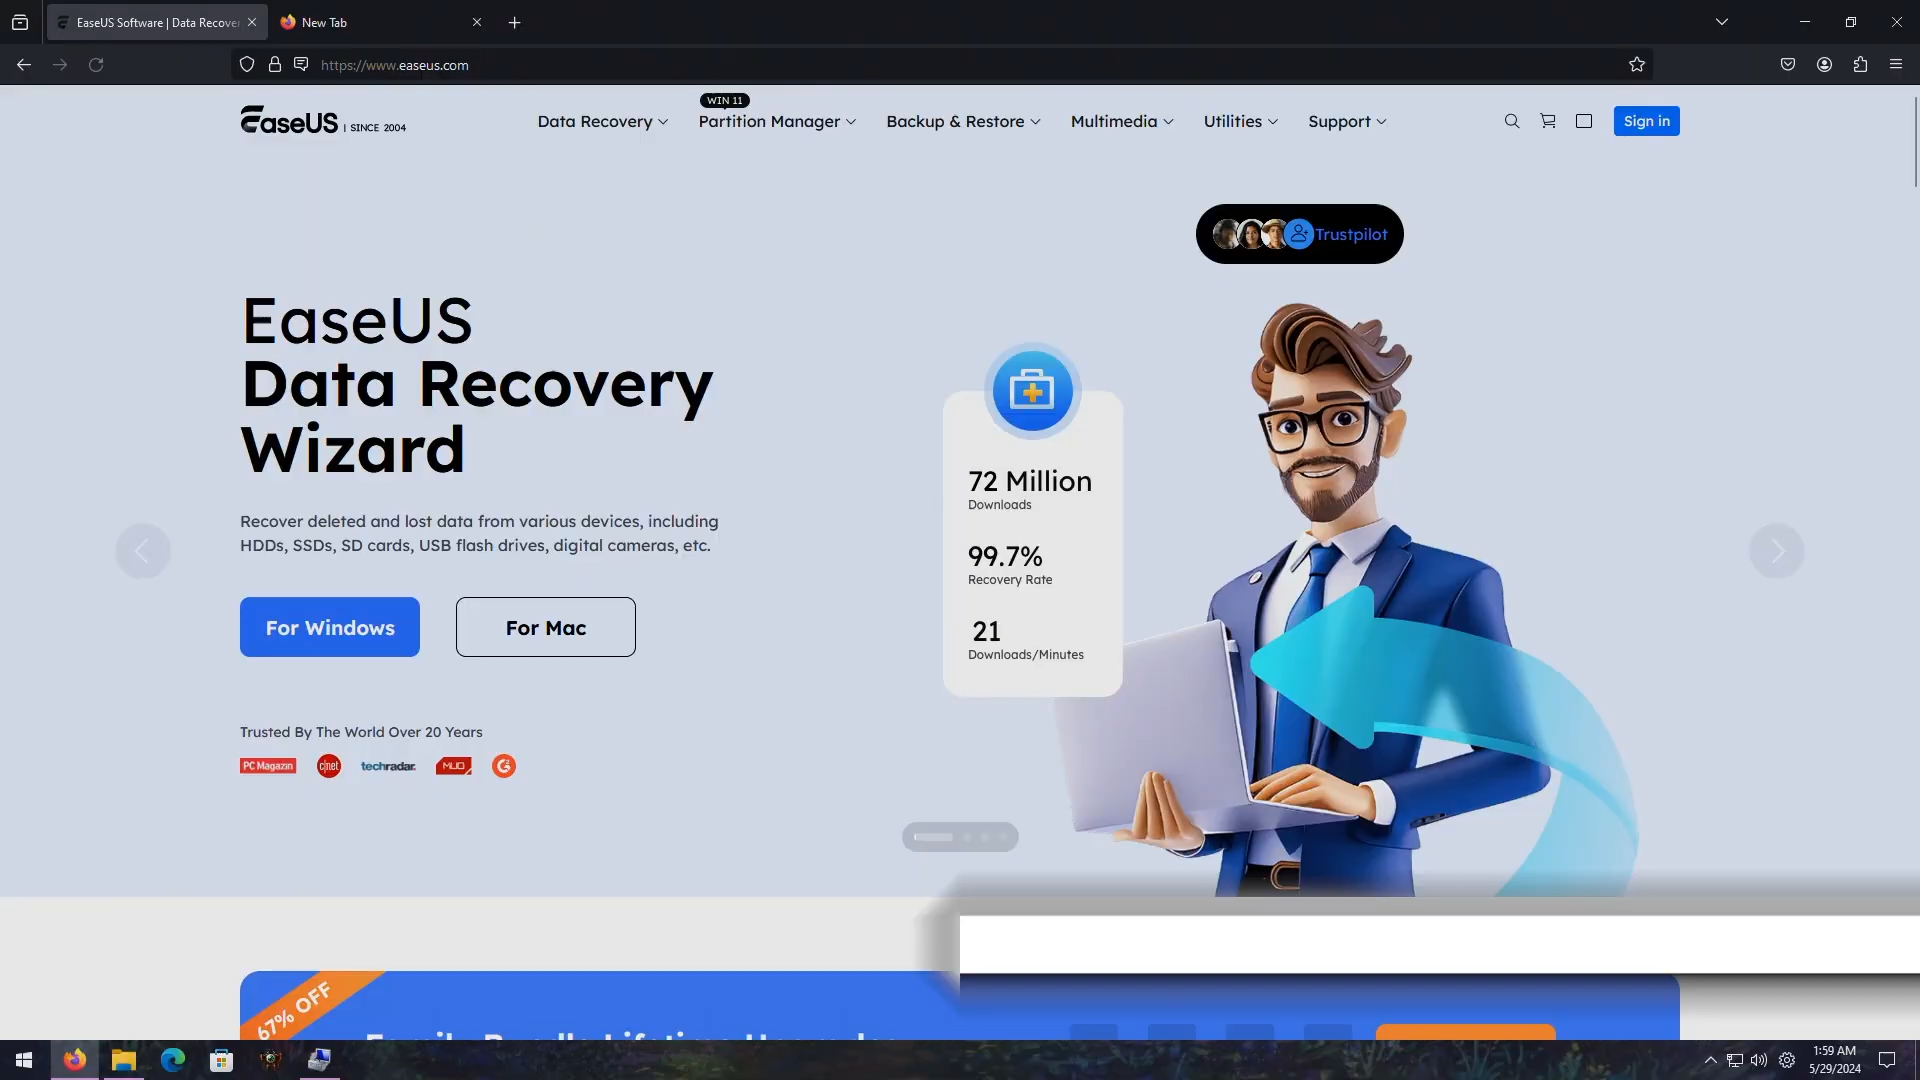 EaseUS Software | Data Recove
New Tab
https://www.easeus.com
WIN 11
EaseUS | SINCE 2004
Data Recovery
Partition Manager
Backup & Restore
Multimedia
Utilities
Support
Sign in
Trustpilot
EaseUS
Data Recovery
Wizard
72 Million
Downloads
99.7%
Recovery Rate
21
Downloads/Minutes
Recover deleted and lost data from various devices, including
HDDs, SSDs, SD cards, USB flash drives, digital cameras, etc.
For Windows
For Mac
Trusted By The World Over 20 Years
PC Magazin
c|net
techradar.
MUO
67% OFF
1:59 AM
5/29/2024